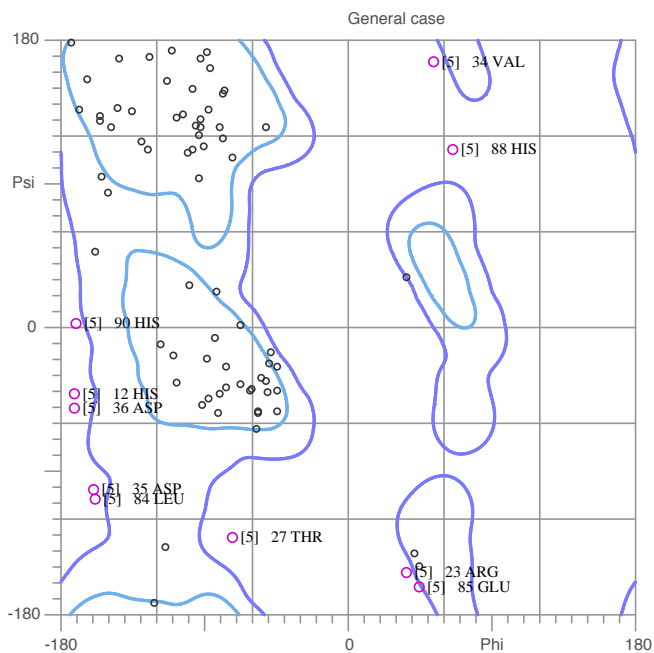 General case
180
[5] 34 VAL
[5] 88 HIS
Psi
[5] 90 HIS
0
[5] 12 HIS
[5] 36 ASP
[5] 35 ASP
[5] 84 LEU
[5] 27 THR
[5] 23 ARG
[5] 85 GLU
-180
-180 0 Phi 180